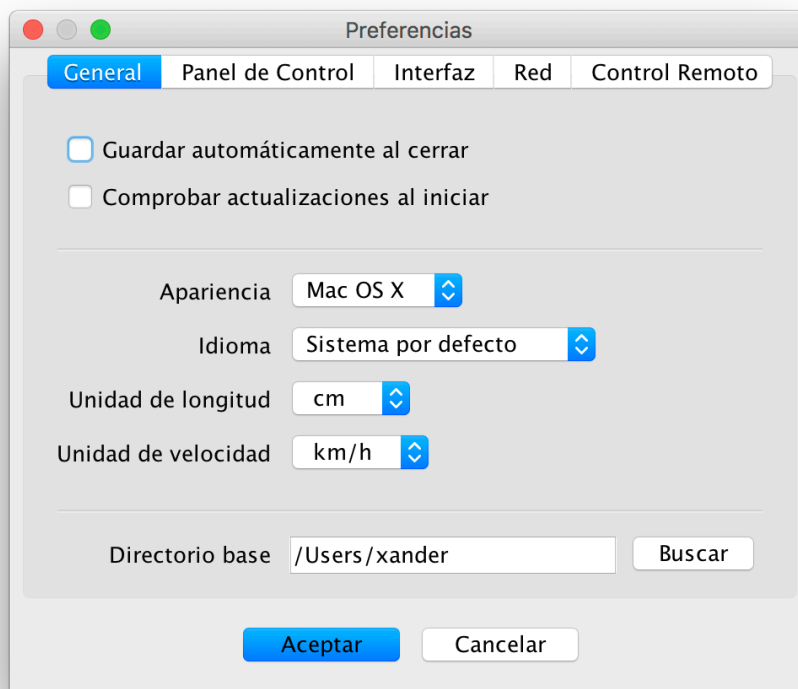 Preferencias
General Panel de Control Interfaz Red Control Remoto
Guardar automáticamente al cerrar
Comprobar actualizaciones al iniciar
Apariencia Mac OS X
Idioma Sistema por defecto
Unidad de longitud cm
Unidad de velocidad km/h
Directorio base /Users/xander Buscar
Aceptar Cancelar